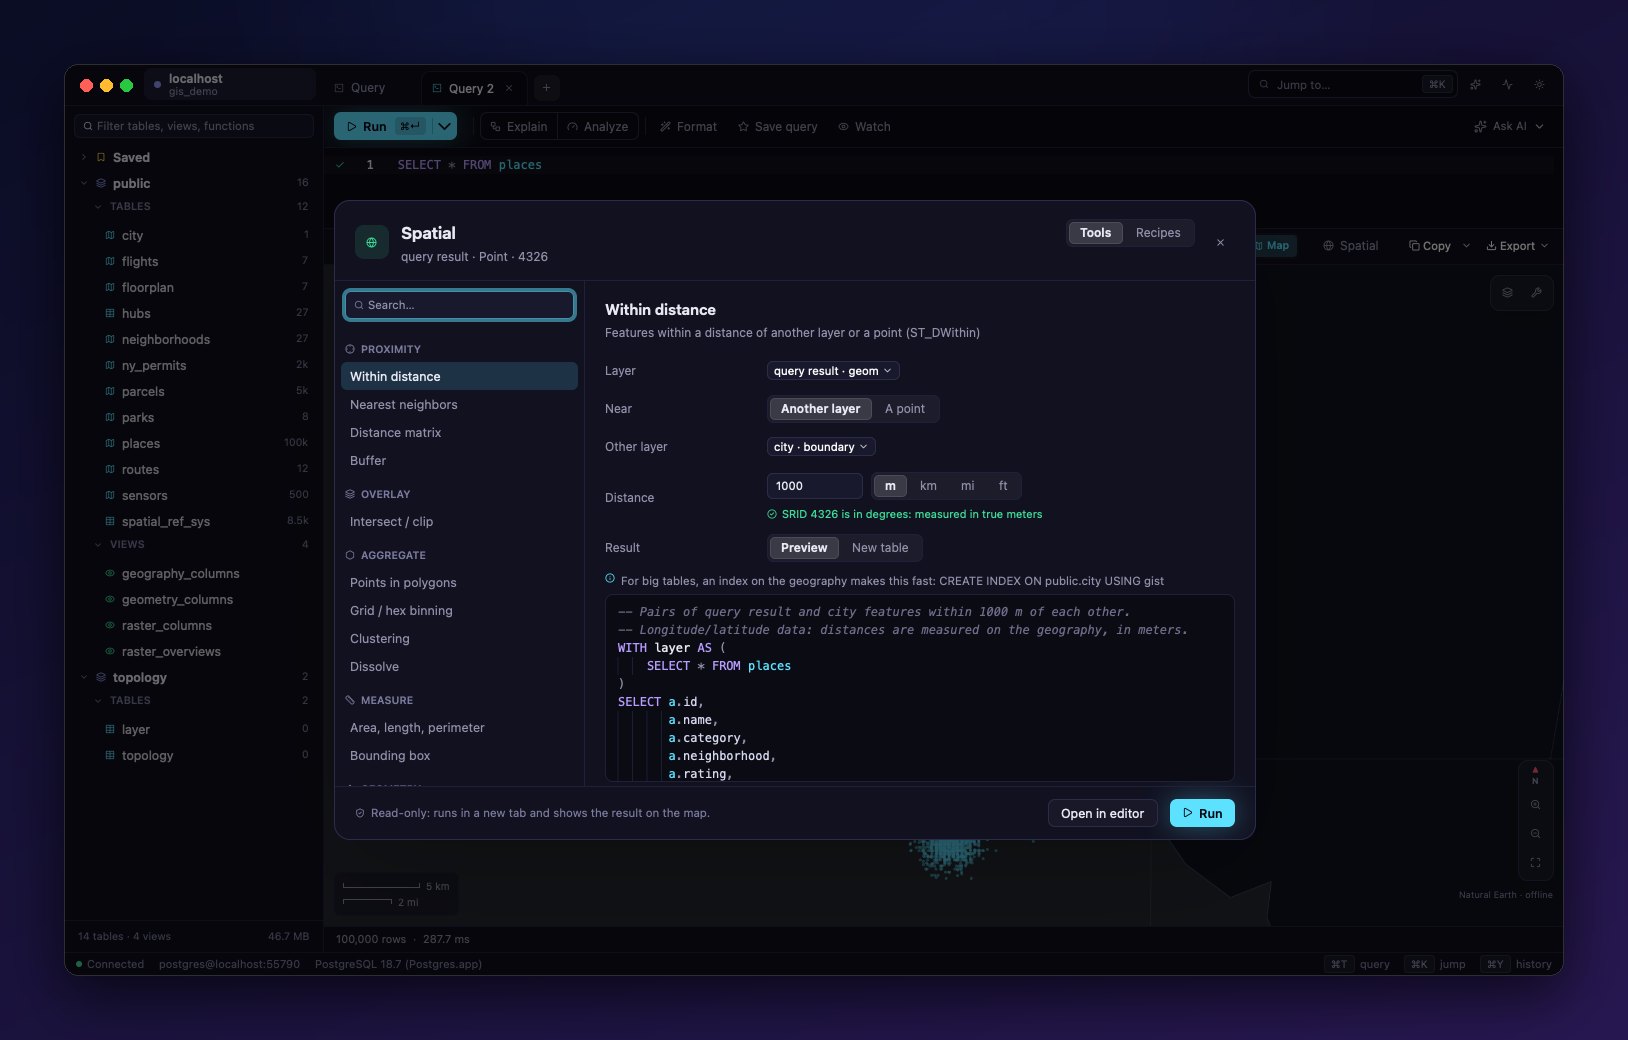 localhost
gis_demo
Query
Query 2
Jump to...
⌘K
Filter tables, views, functions
Run ⌘↵
Explain
Analyze
Format
Save query
Watch
Ask AI
Saved
public 16
TABLES 12
city 1
flights 7
floorplan 7
hubs 27
neighborhoods 27
ny_permits 2k
parcels 5k
parks 8
places 100k
routes 12
sensors 500
spatial_ref_sys 8.5k
VIEWS 4
geography_columns
geometry_columns
raster_columns
raster_overviews
topology 2
TABLES 2
layer 0
topology 0
14 tables · 4 views 46.7 MB
1 SELECT * FROM places
Map
Spatial
Copy
Export
Spatial
query result · Point · 4326
Tools
Recipes
Search...
PROXIMITY
Within distance
Nearest neighbors
Distance matrix
Buffer
OVERLAY
Intersect / clip
AGGREGATE
Points in polygons
Grid / hex binning
Clustering
Dissolve
MEASURE
Area, length, perimeter
Bounding box
Within distance
Features within a distance of another layer or a point (ST_DWithin)
Layer query result · geom
Near Another layer A point
Other layer city · boundary
Distance 1000 m km mi ft
SRID 4326 is in degrees: measured in true meters
Result Preview New table
For big tables, an index on the geography makes this fast: CREATE INDEX ON public.city USING gist
-- Pairs of query result and city features within 1000 m of each other.
-- Longitude/latitude data: distances are measured on the geography, in meters.
WITH layer AS (
SELECT * FROM places
)
SELECT a.id,
a.name,
a.category,
a.neighborhood,
a.rating,
Read-only: runs in a new tab and shows the result on the map.
Open in editor
Run
N
5 km
2 mi
Natural Earth · offline
100,000 rows · 287.7 ms
Connected postgres@localhost:55790 PostgreSQL 18.7 (Postgres.app)
⌘T query ⌘K jump ⌘Y history